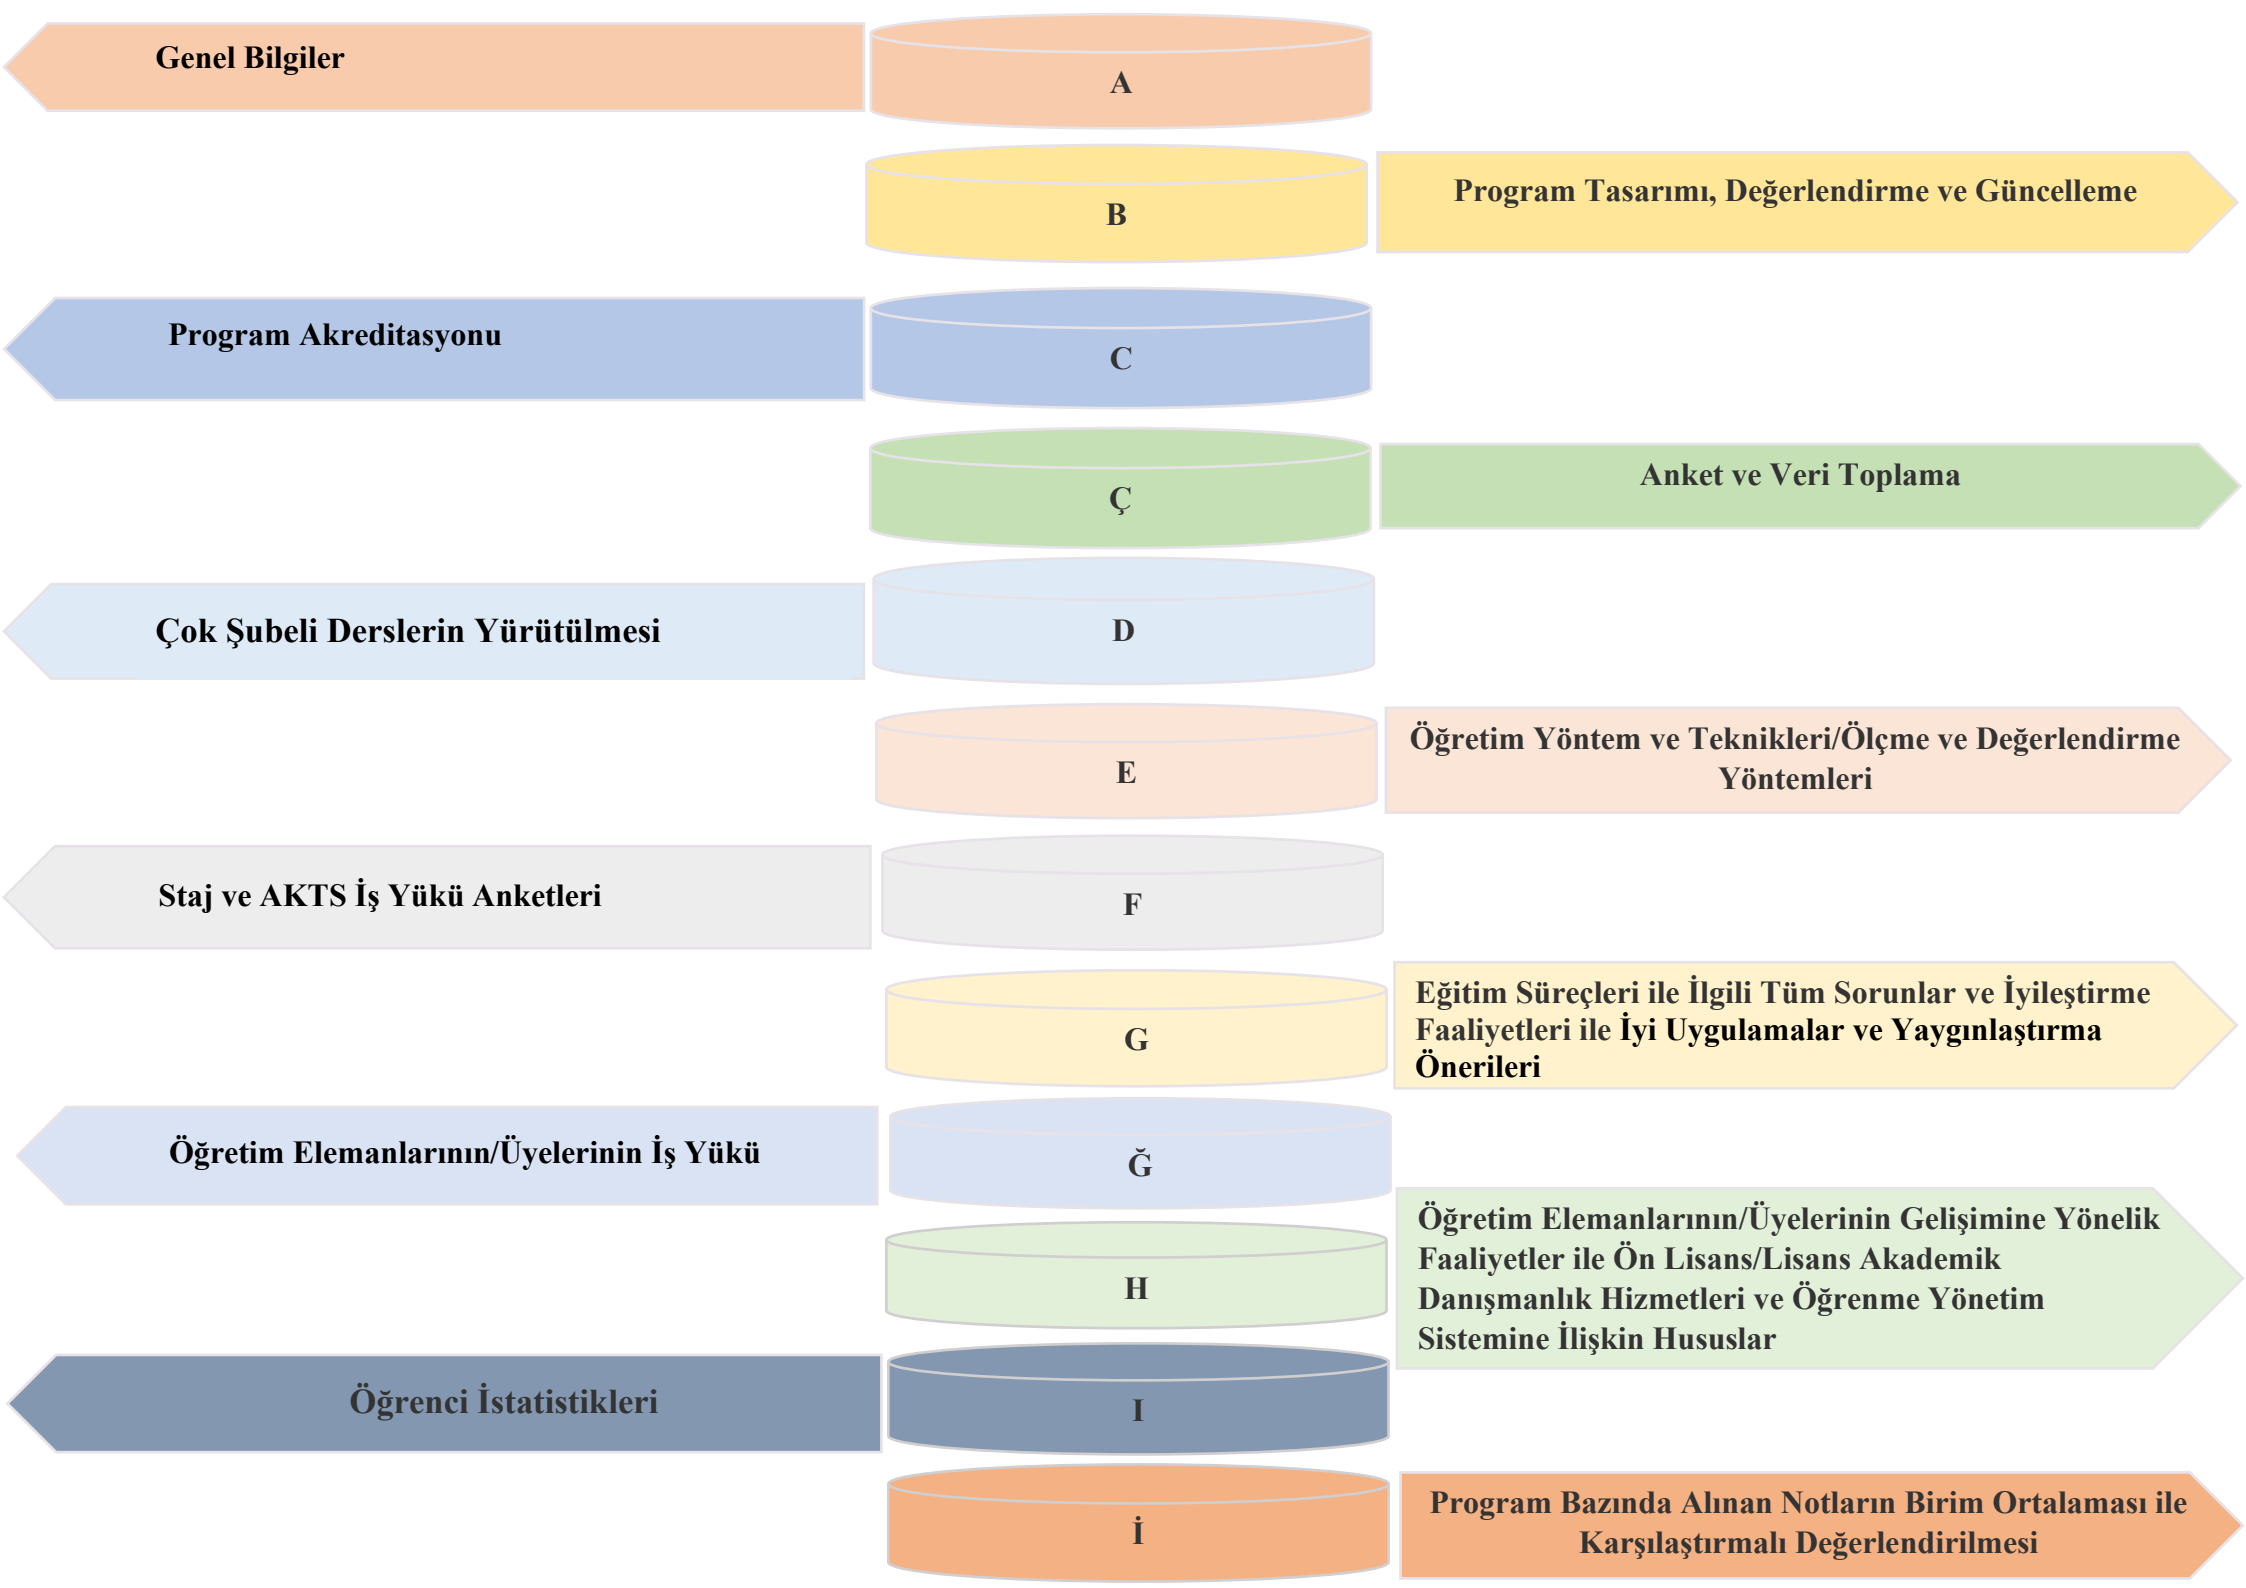 Genel Bilgiler
A
B
Program Tasarımı, Değerlendirme ve Güncelleme
Program Akreditasyonu
C
Ç
Anket ve Veri Toplama
Çok Şubeli Derslerin Yürütülmesi
D
E
Öğretim Yöntem ve Teknikleri/Ölçme ve Değerlendirme
Yöntemleri
Staj ve AKTS İş Yükü Anketleri
F
G
Eğitim Süreçleri ile İlgili Tüm Sorunlar ve İyileştirme
Faaliyetleri ile İyi Uygulamalar ve Yaygınlaştırma
Önerileri
Öğretim Elemanlarının/Üyelerinin İş Yükü
Ğ
H
Öğretim Elemanlarının/Üyelerinin Gelişimine Yönelik
Faaliyetler ile Ön Lisans/Lisans Akademik
Danışmanlık Hizmetleri ve Öğrenme Yönetim
Sistemine İlişkin Hususlar
Öğrenci İstatistikleri
I
İ
Program Bazında Alınan Notların Birim Ortalaması ile
Karşılaştırmalı Değerlendirilmesi